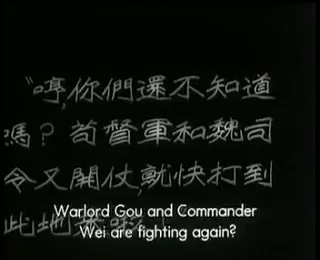 "哼,你們還不知道
嗎? 苟督軍和魏司
令又開仗,就快打到
此地來
Warlord Gou and Commander
Wei are fighting again?